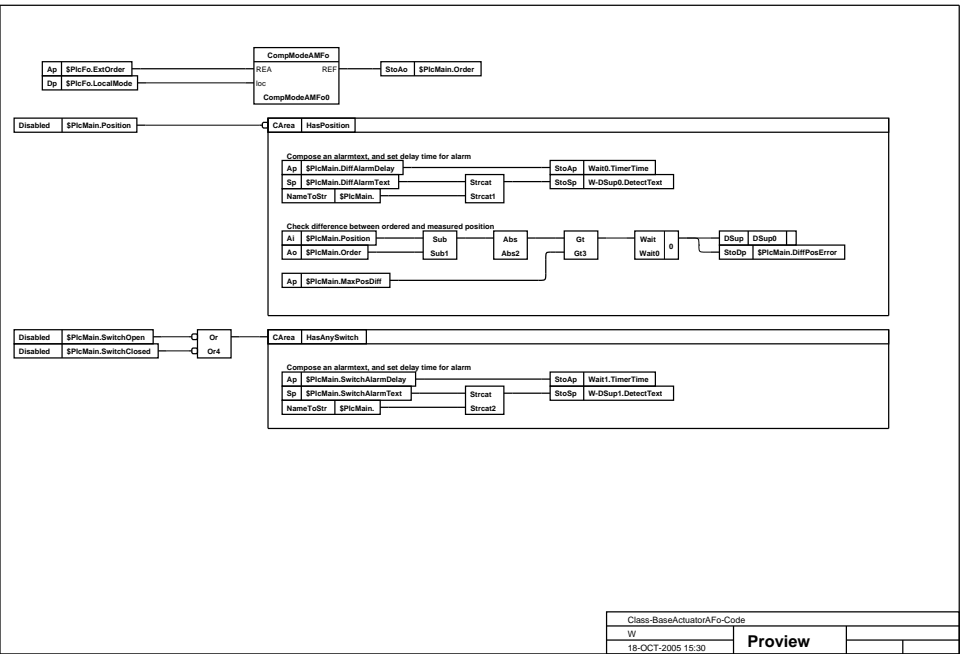 CompModeAMFo
Ap $PlcFo.ExtOrder REA REF StoAo $PlcMain.Order
Dp $PlcFo.LocalMode loc
CompModeAMFo0
Disabled $PlcMain.Position CArea HasPosition
Compose an alarmtext, and set delay time for alarm
Ap $PlcMain.DiffAlarmDelay StoAp Wait0.TimerTime
Sp $PlcMain.DiffAlarmText Strcat StoSp W-DSup0.DetectText
NameToStr $PlcMain. Strcat1
Check difference between ordered and measured position
Ai $PlcMain.Position Sub Abs Gt Wait 0 DSup DSup0
Ao $PlcMain.Order Sub1 Abs2 Gt3 Wait0 StoDp $PlcMain.DiffPosError
Ap $PlcMain.MaxPosDiff
Disabled $PlcMain.SwitchOpen Or CArea HasAnySwitch
Disabled $PlcMain.SwitchClosed Or4
Compose an alarmtext, and set delay time for alarm
Ap $PlcMain.SwitchAlarmDelay StoAp Wait1.TimerTime
Sp $PlcMain.SwitchAlarmText Strcat StoSp W-DSup1.DetectText
NameToStr $PlcMain. Strcat2
Class-BaseActuatorAFo-Code
W
18-OCT-2005 15:30 Proview